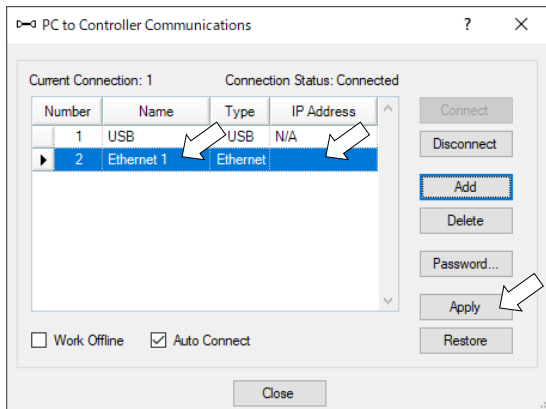 PC to Controller Communications ? ×
Current Connection: 1 Connection Status: Connected
Number Name Type IP Address
1 USB USB N/A
2 Ethernet 1 Ethernet
Connect
Disconnect
Add
Delete
Password...
Apply
Restore
Work Offline Auto Connect
Close